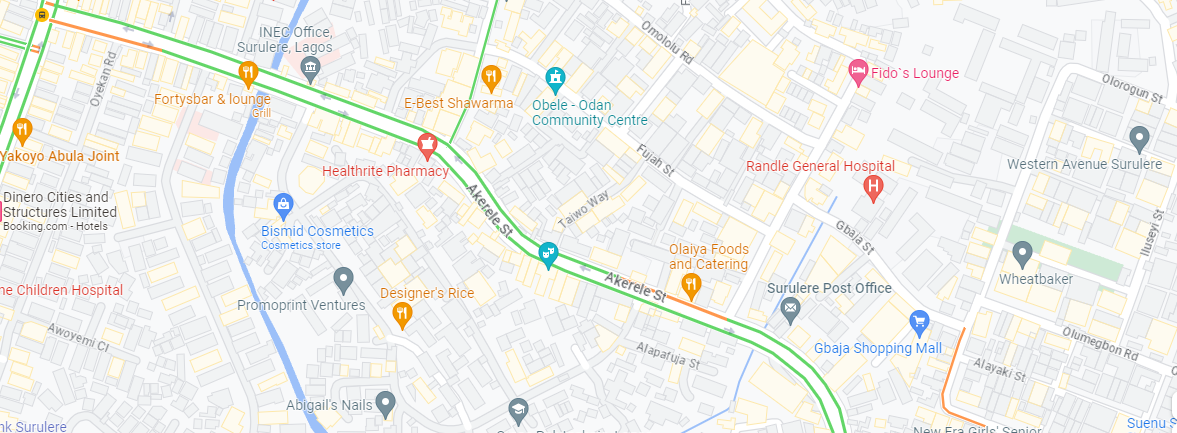 INEC Office,
Surulere, Lagos
Omololu Rd
Oyekan Rd
Fortysbar & lounge
Grill
E-Best Shawarma
Obele - Odan
Community Centre
Fido`s Lounge
Olorogun St
Yakoyo Abula Joint
Healthrite Pharmacy
Fujah St
Randle General Hospital
Western Avenue Surulere
Dinero Cities and
Structures Limited
Booking.com - Hotels
Akerele St
Taiwo Way
Bismid Cosmetics
Cosmetics store
Gbaja St
Iluseyi St
Olaiya Foods
and Catering
Wheatbaker
ne Children Hospital
Promoprint Ventures
Designer's Rice
Akerele St
Surulere Post Office
Awoyemi Cl
Gbaja Shopping Mall
Olumegbon Rd
Alaparuja St
Alayaki St
Abigail's Nails
nk Surulere
New Era Girls' Senior
Suenu S